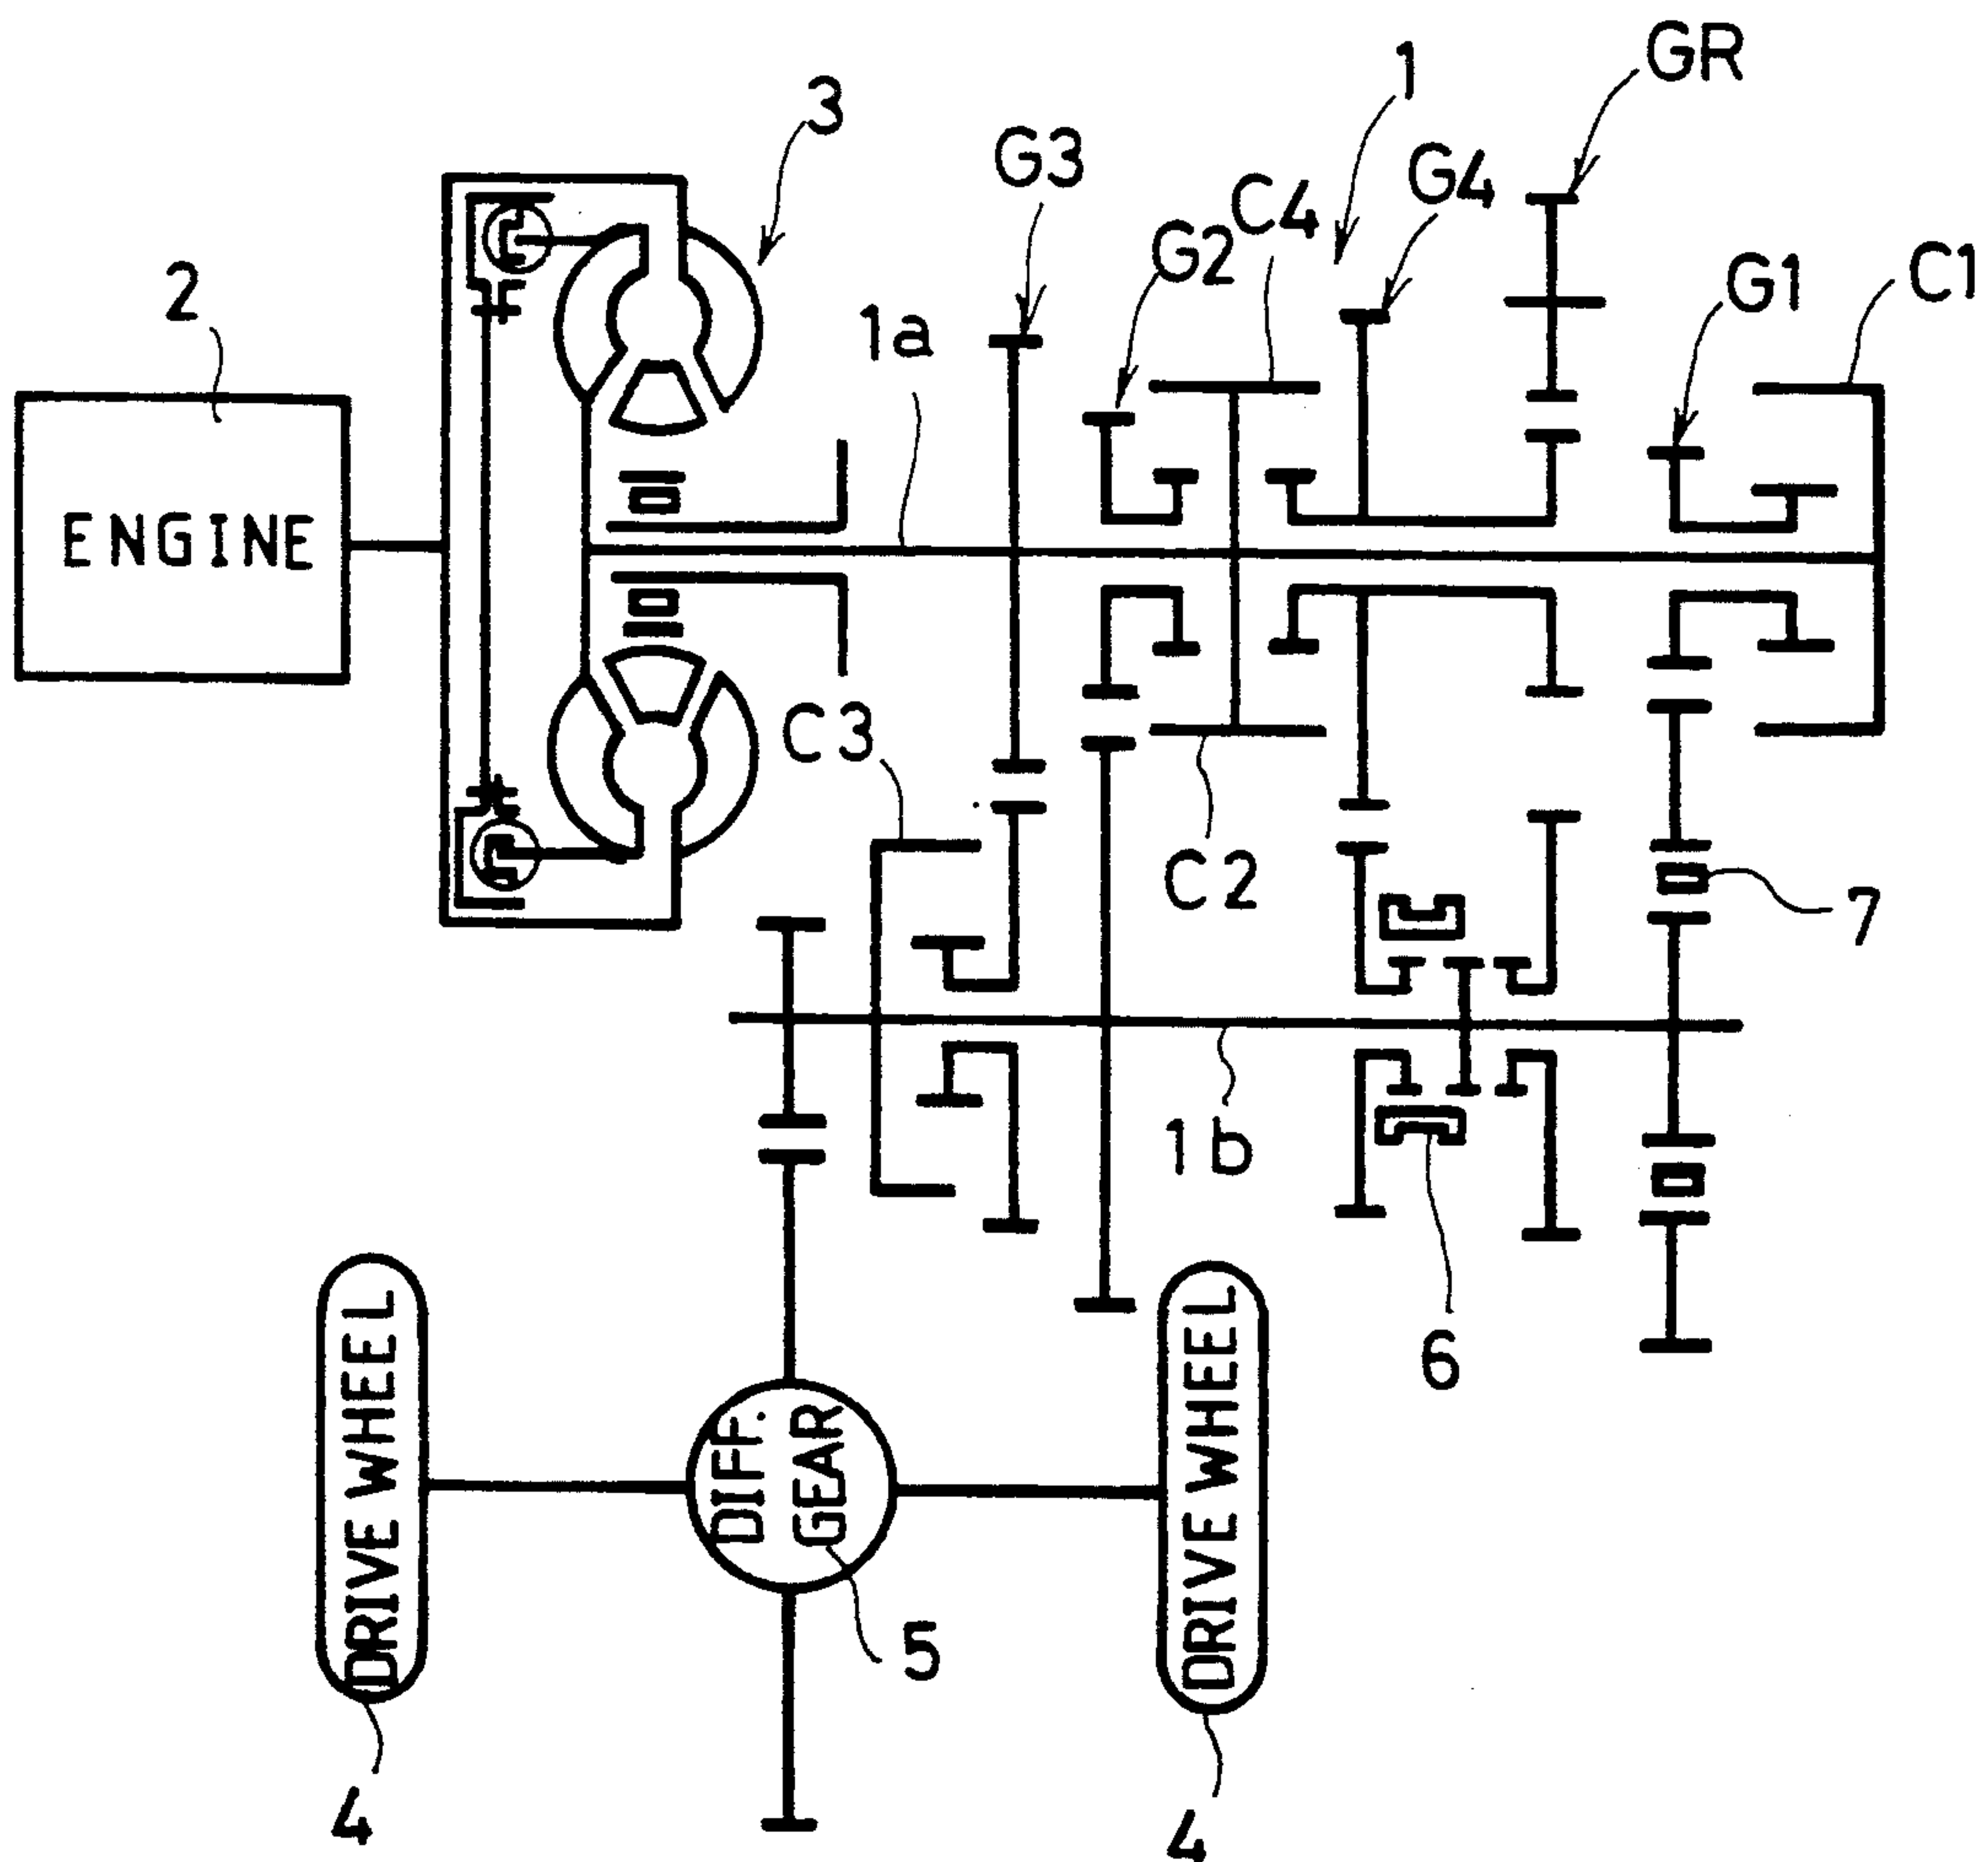 GR
1
3
G3
G4
C4
G2
G1
C1
2
1a
ENGINE
C3
C2
7
1b
6
DRIVE WHEEL
DIFF.
GEAR
DRIVE WHEEL
5
4
4